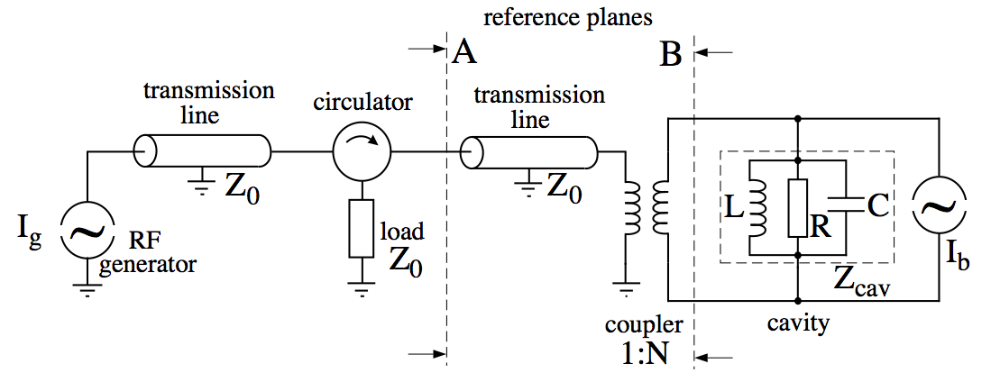 reference planes
A
B
transmission
line
circulator
transmission
line
Z0
Z0
Ig
RF
generator
load
Z0
L
R
C
Ib
Zcav
coupler
1:N
cavity